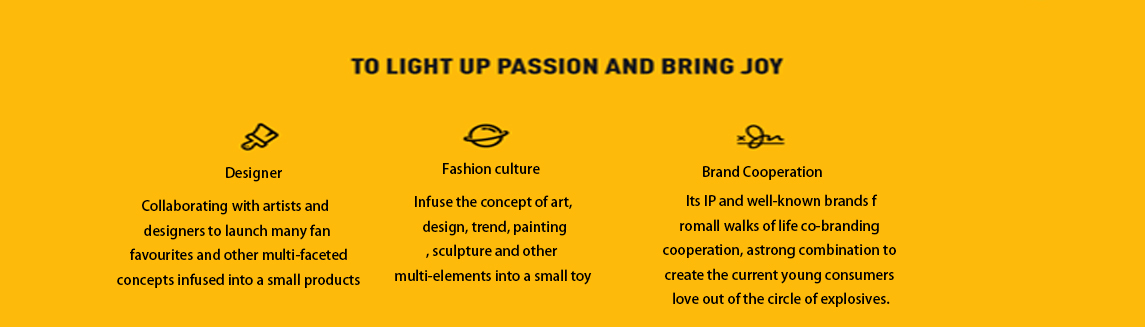 TO LIGHT UP PASSION AND BRING JOY
Designer
Collaborating with artists and
designers to launch many fan
favourites and other multi-faceted
concepts infused into a small products
Fashion culture
Infuse the concept of art,
design, trend, painting
, sculpture and other
multi-elements into a small toy
Brand Cooperation
Its IP and well-known brands f
romall walks of life co-branding
cooperation, astrong combination to
create the current young consumers
love out of the circle of explosives.